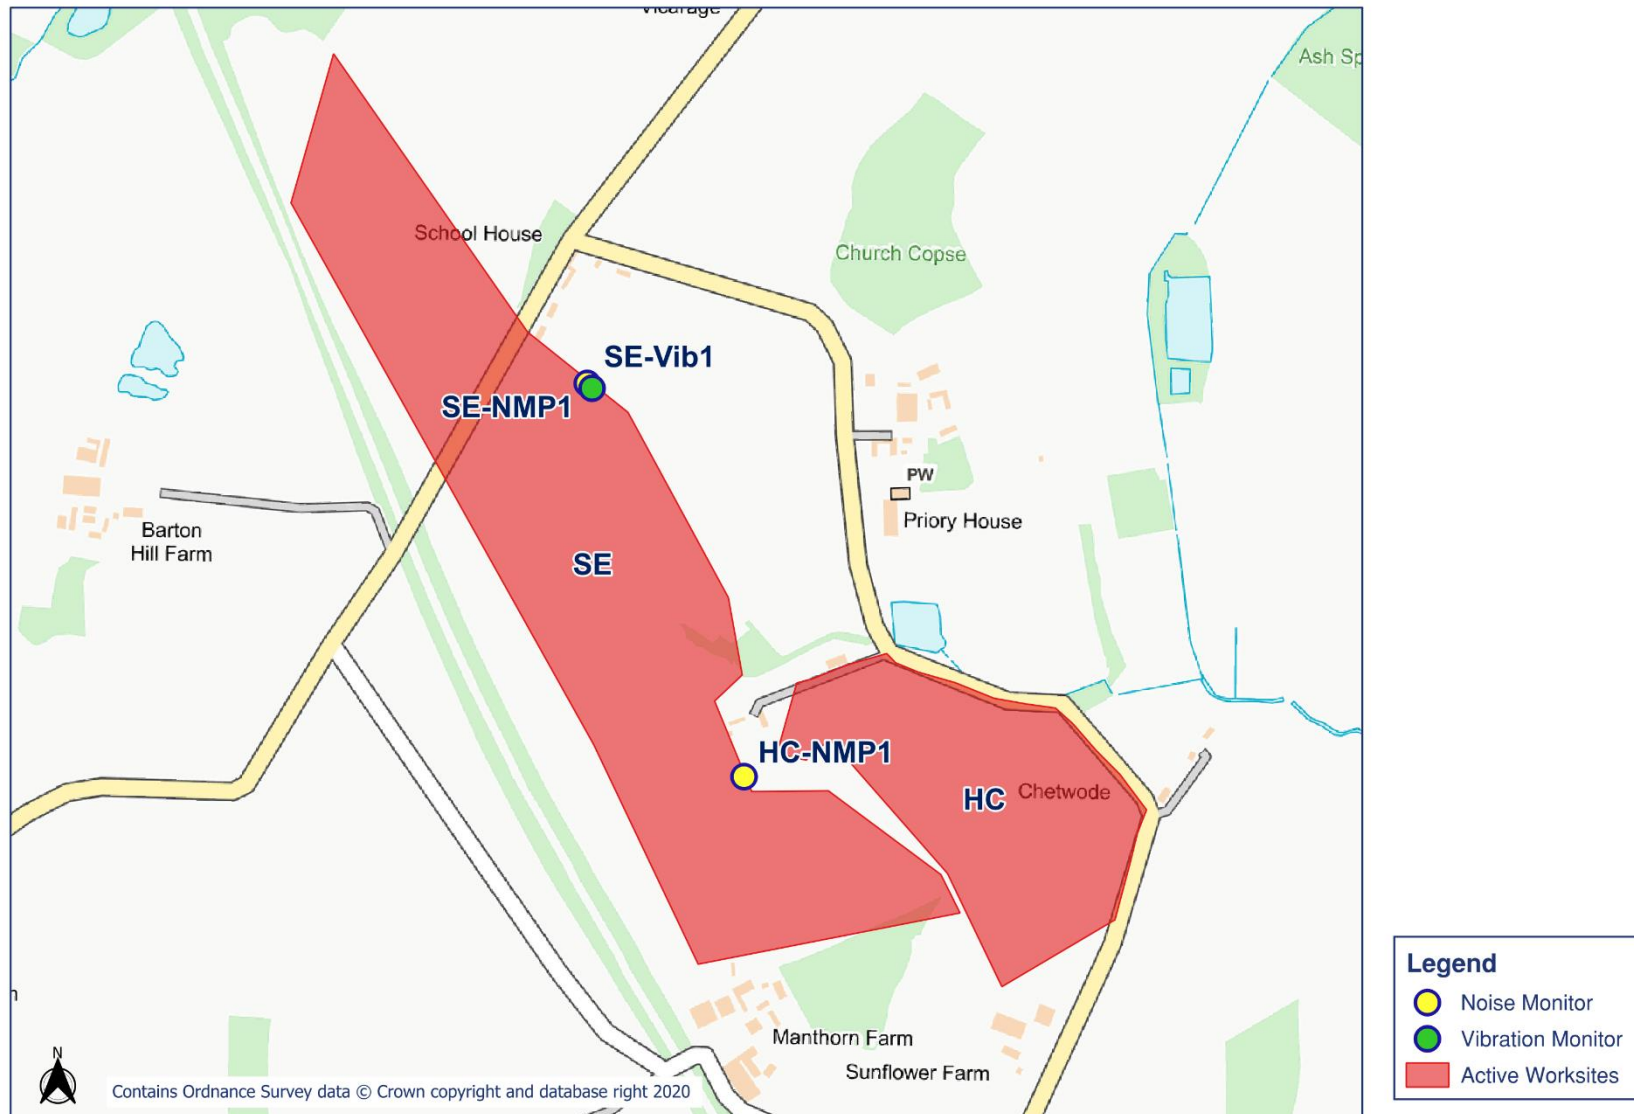 Vicarage
Ash Sp
School House
Church Copse
SE-Vib1
SE-NMP1
PW
Priory House
Barton
Hill Farm
SE
HC-NMP1
HC
Chetwode
n
Manthorn Farm
Sunflower Farm
N
Contains Ordnance Survey data © Crown copyright and database right 2020
Legend
Noise Monitor
Vibration Monitor
Active Worksites